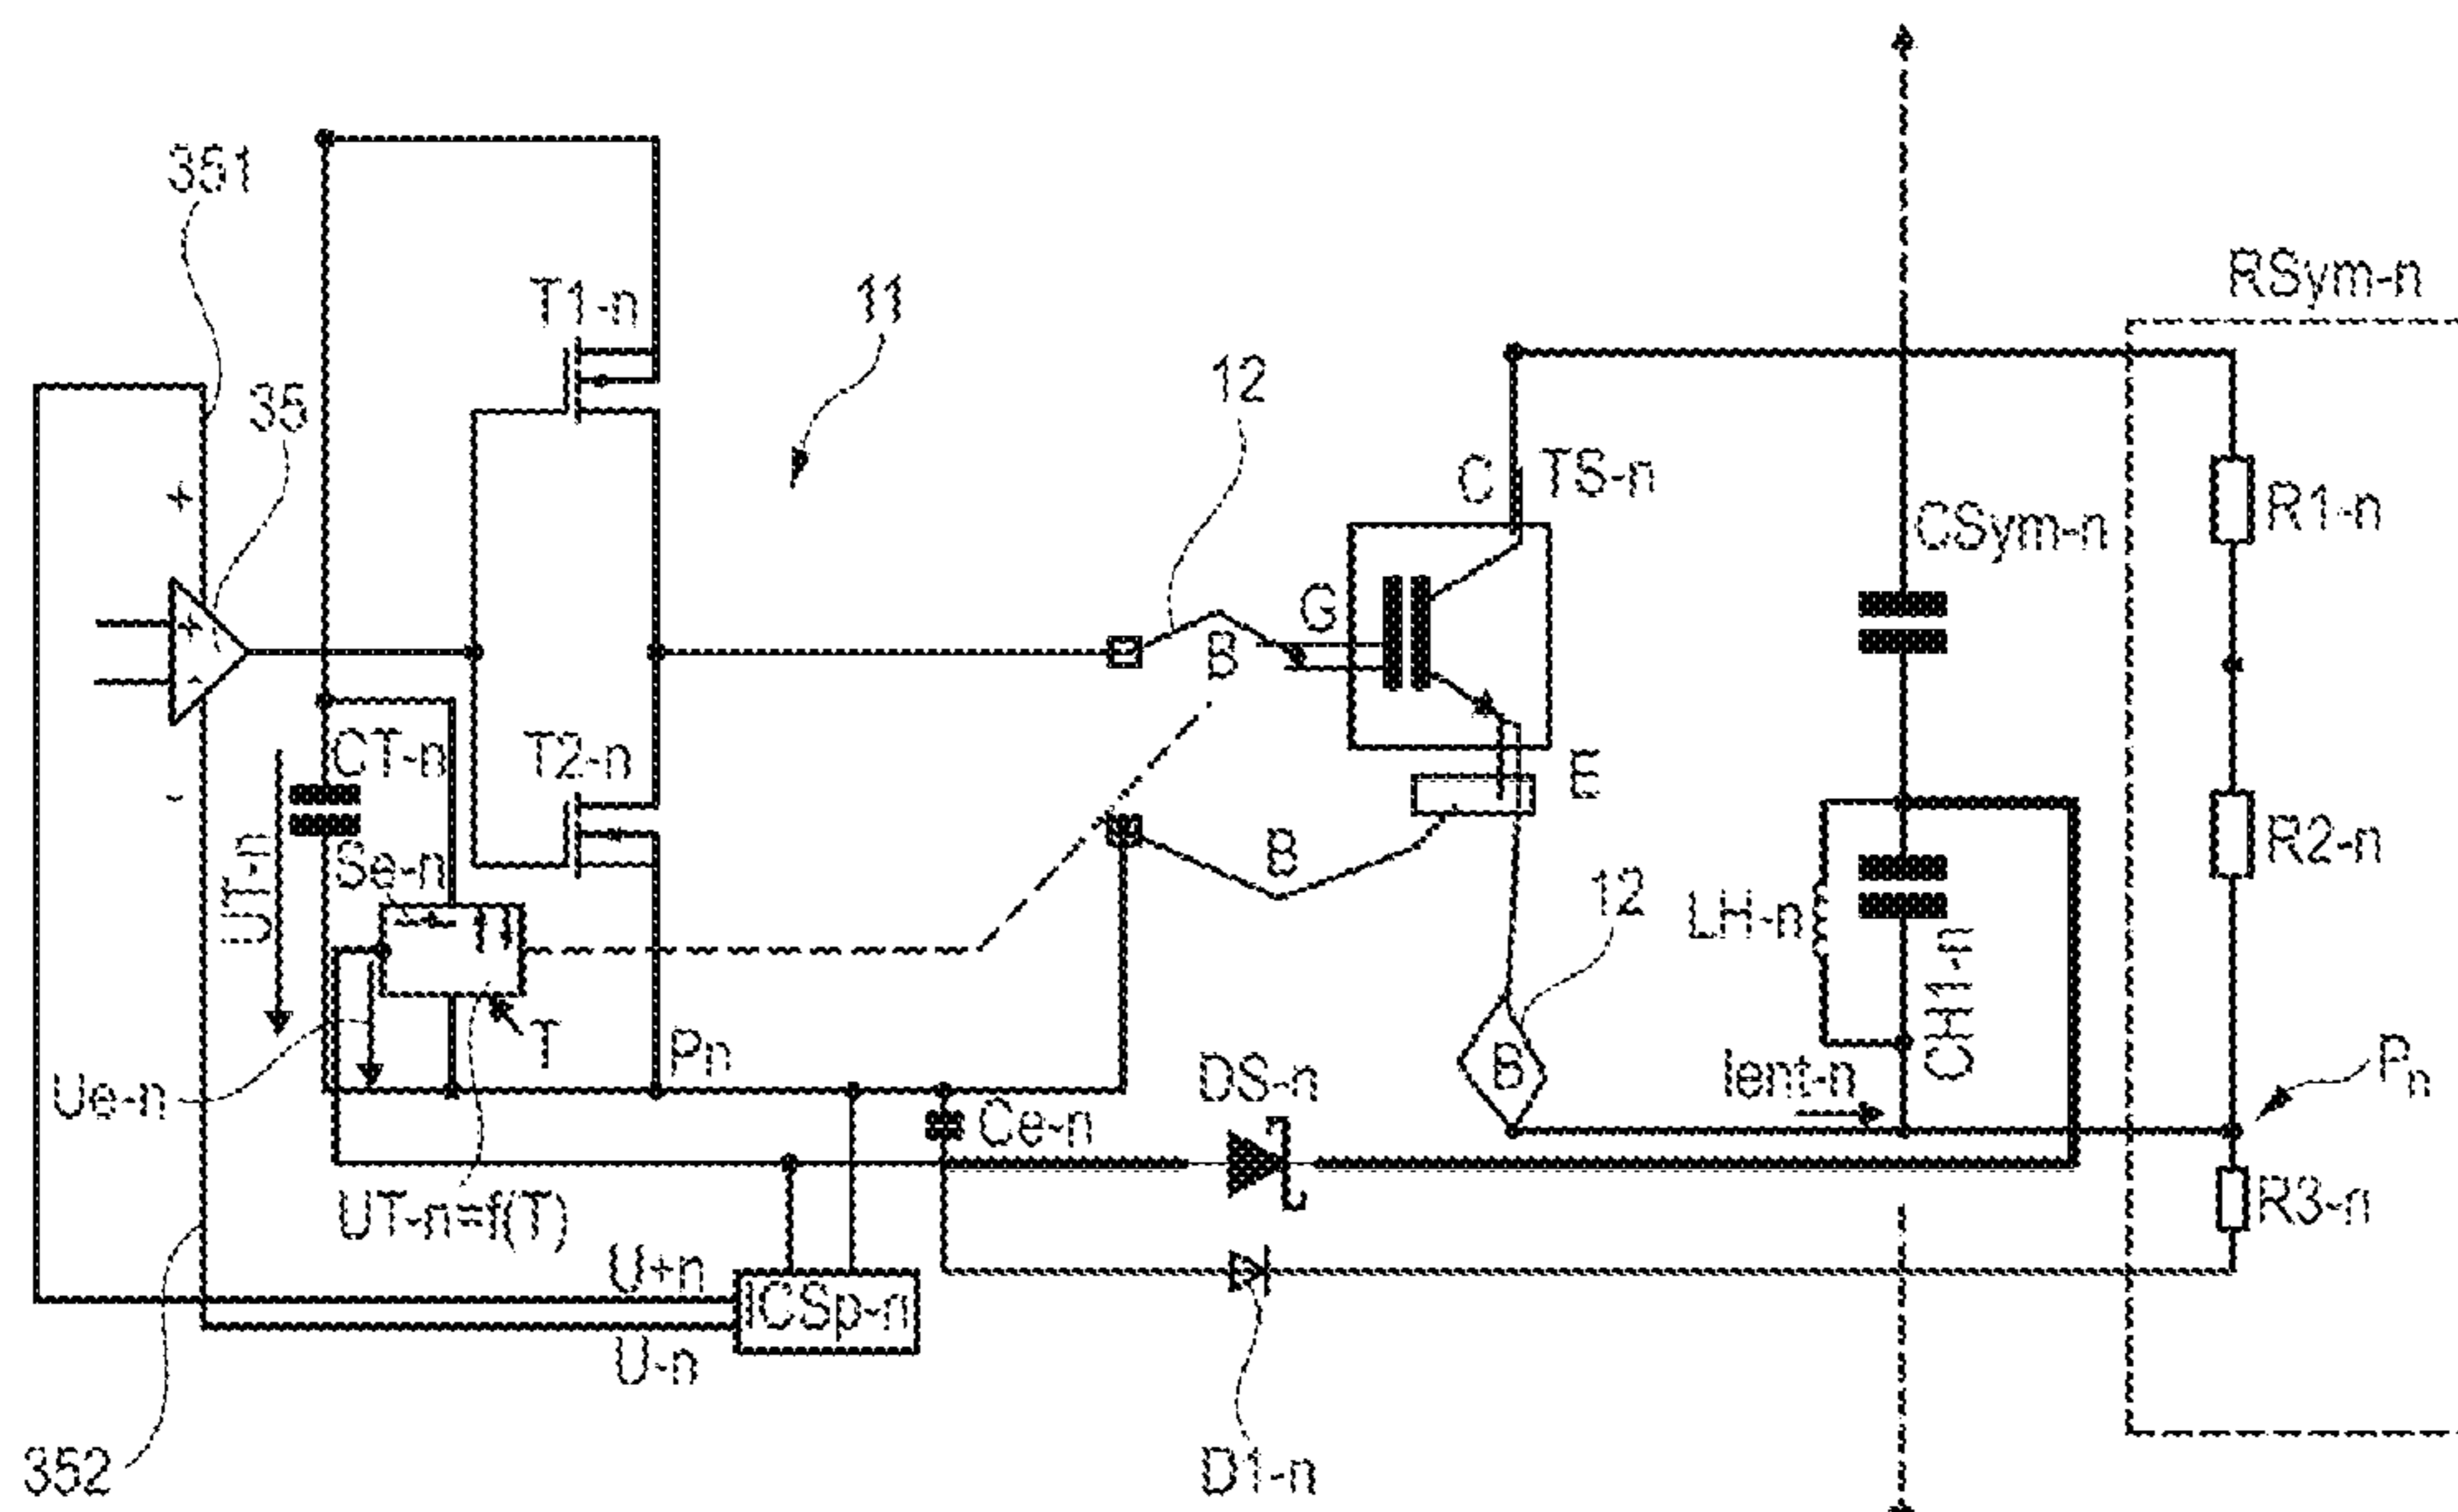 351
RSym-n
T1-n
11
12
35
C
TS-n
+
R1-n
CSym-n
G
+
B
-
CT-n
T2-n
E
-
R2-n
Se-n
B
UT-n
12
LH-n
CH1-n
T
Pn
Ue-n
DS-n
B
Ient-n
Pn
Ce-n
UT-n=f(T)
R3-n
U+n
ICSp-n
U-n
352
D1-n